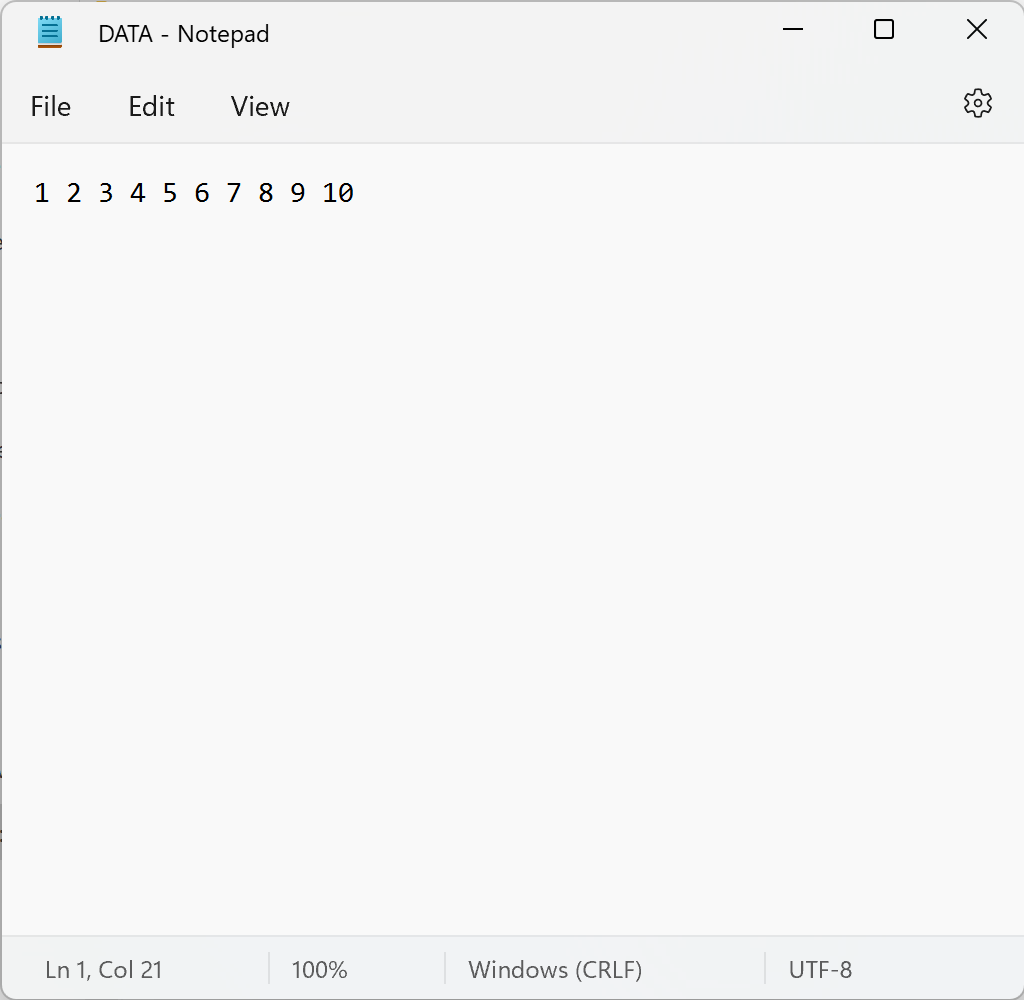 DATA - Notepad
File Edit View
1 2 3 4 5 6 7 8 9 10
Ln 1, Col 21 100% Windows (CRLF) UTF-8